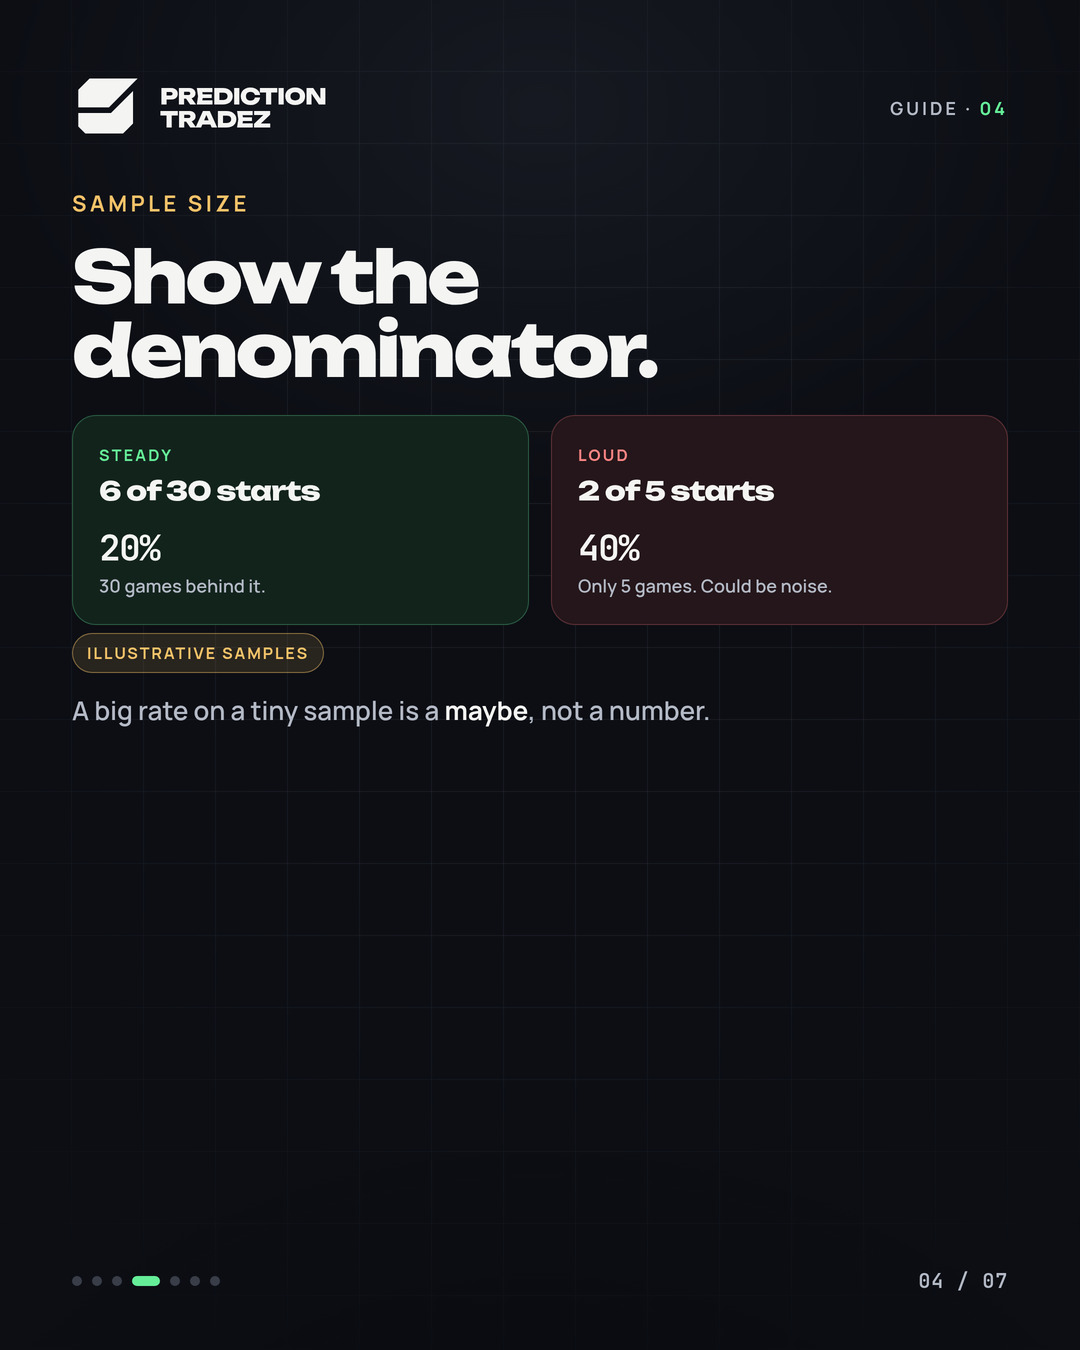 PREDICTION
TRADEZ
GUIDE · 04
SAMPLE SIZE
Show the
denominator.
STEADY
6 of 30 starts
20%
30 games behind it.
LOUD
2 of 5 starts
40%
Only 5 games. Could be noise.
ILLUSTRATIVE SAMPLES
A big rate on a tiny sample is a maybe, not a number.
04 / 07